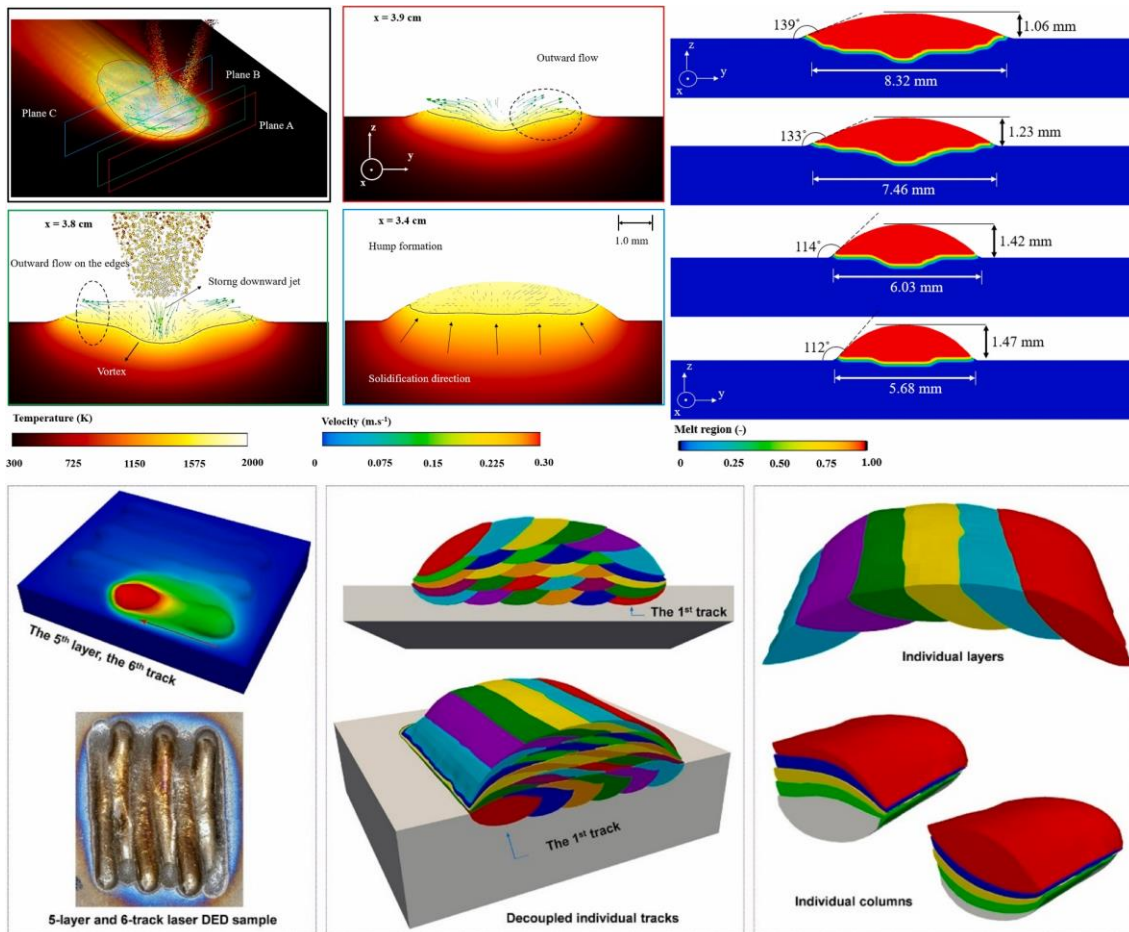 Plane B
Plane C
Plane A
x = 3.9 cm
Outward flow
z
y
x
139°
1.06 mm
8.32 mm
z
y
x
133°
1.23 mm
7.46 mm
x = 3.8 cm
Outward flow on the edges
Storng downward jet
Vortex
x = 3.4 cm
1.0 mm
Hump formation
Solidification direction
114°
1.42 mm
6.03 mm
112°
1.47 mm
5.68 mm
z
y
x
Temperature (K)
300 725 1150 1575 2000
Velocity (m.s-1)
0 0.075 0.15 0.225 0.30
Melt region (-)
0 0.25 0.50 0.75 1.00
The 5th layer, the 6th track
5-layer and 6-track laser DED sample
The 1st track
The 1st track
Decoupled individual tracks
Individual layers
Individual columns